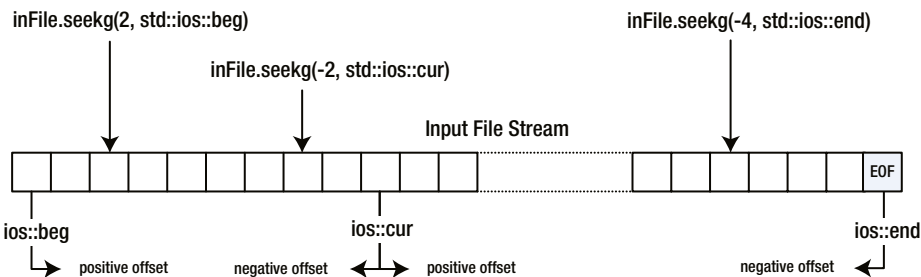 inFile.seekg(2, std::ios::beg)
inFile.seekg(-4, std::ios::end)
inFile.seekg(-2, std::ios::cur)
Input File Stream
EOF
ios::beg
ios::cur
ios::end
positive offset
negative offset
positive offset
negative offset